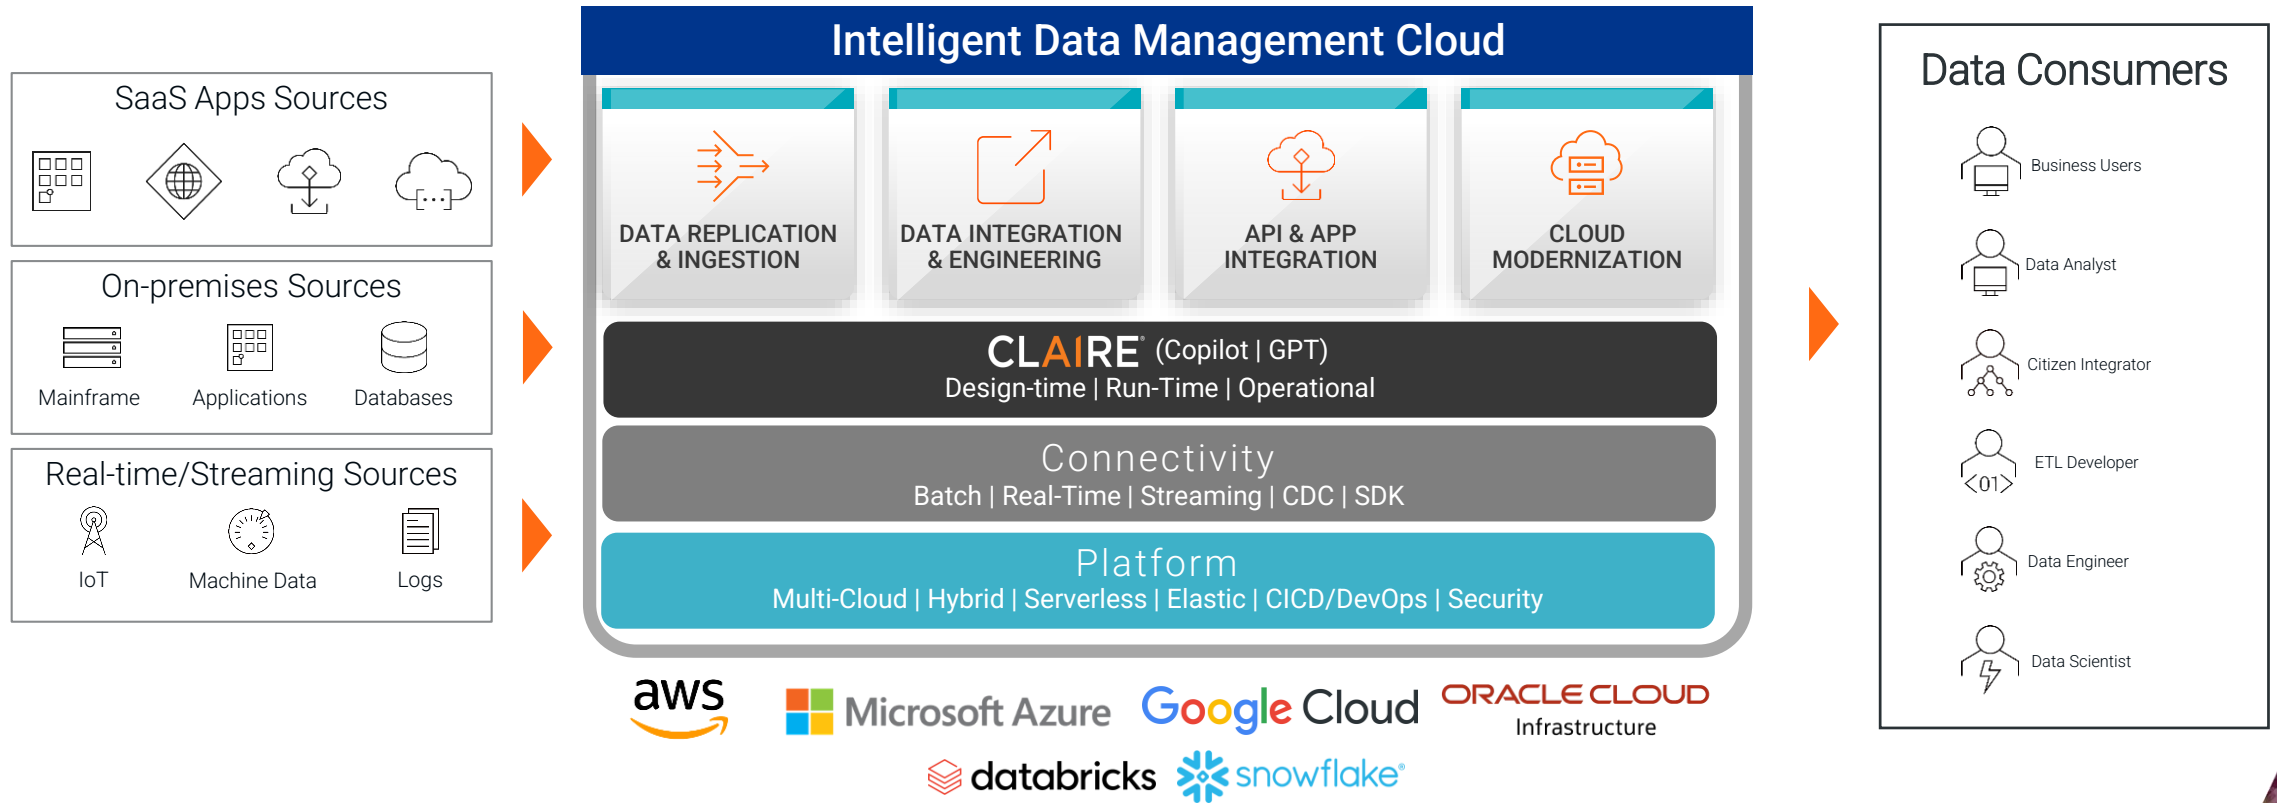 Intelligent Data Management Cloud
SaaS Apps Sources
On-premises Sources
Mainframe
Applications
Databases
Real-time/Streaming Sources
IoT
Machine Data
Logs
DATA REPLICATION
& INGESTION
DATA INTEGRATION
& ENGINEERING
API & APP
INTEGRATION
CLOUD
MODERNIZATION
CLAIRE® (Copilot | GPT)
Design-time | Run-Time | Operational
Connectivity
Batch | Real-Time | Streaming | CDC | SDK
Platform
Multi-Cloud | Hybrid | Serverless | Elastic | CICD/DevOps | Security
aws
Microsoft Azure
Google Cloud
ORACLE CLOUD
Infrastructure
databricks
snowflake®
Data Consumers
Business Users
Data Analyst
Citizen Integrator
<01>
ETL Developer
Data Engineer
Data Scientist